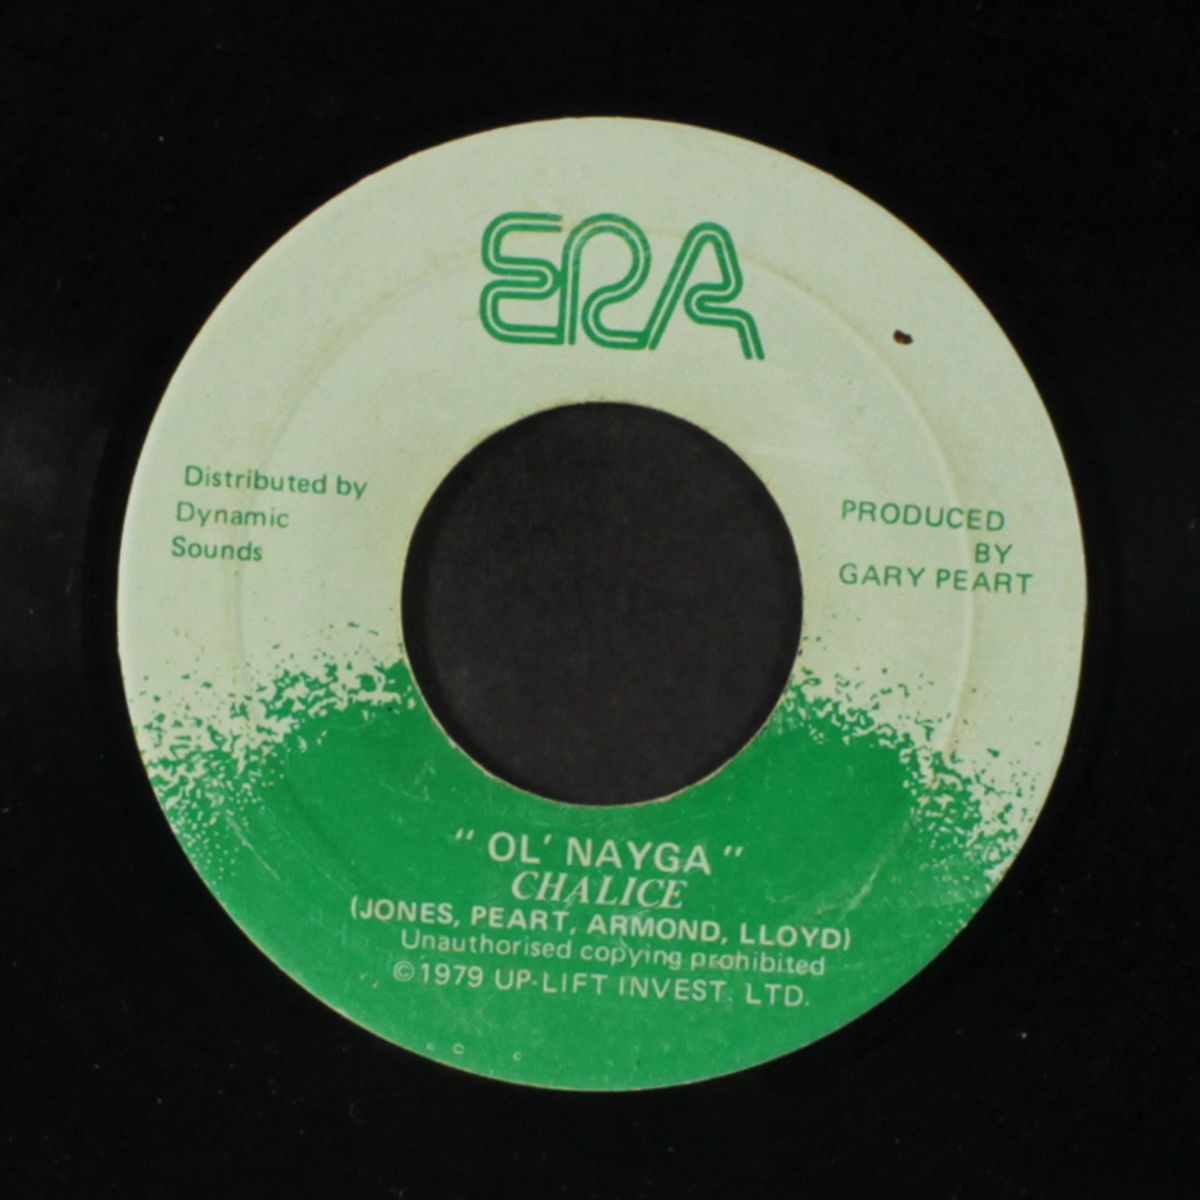 ERA
Distributed by
Dynamic
Sounds
PRODUCED
BY
GARY PEART
"OL' NAYGA"
CHALICE
(JONES, PEART, ARMOND, LLOYD)
Unauthorised copying prohibited
©1979 UP-LIFT INVEST. LTD.